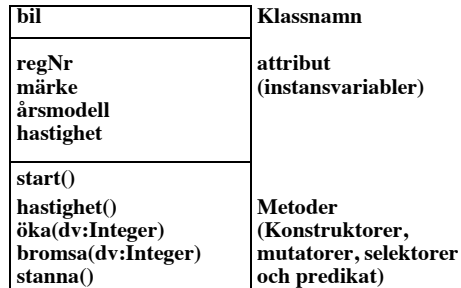 bil Klassnamn
regNr attribut
märke (instansvariabler)
årsmodell
hastighet
start()
hastighet() Metoder
öka(dv:Integer) (Konstruktorer,
bromsa(dv:Integer) mutatorer, selektorer
stanna() och predikat)